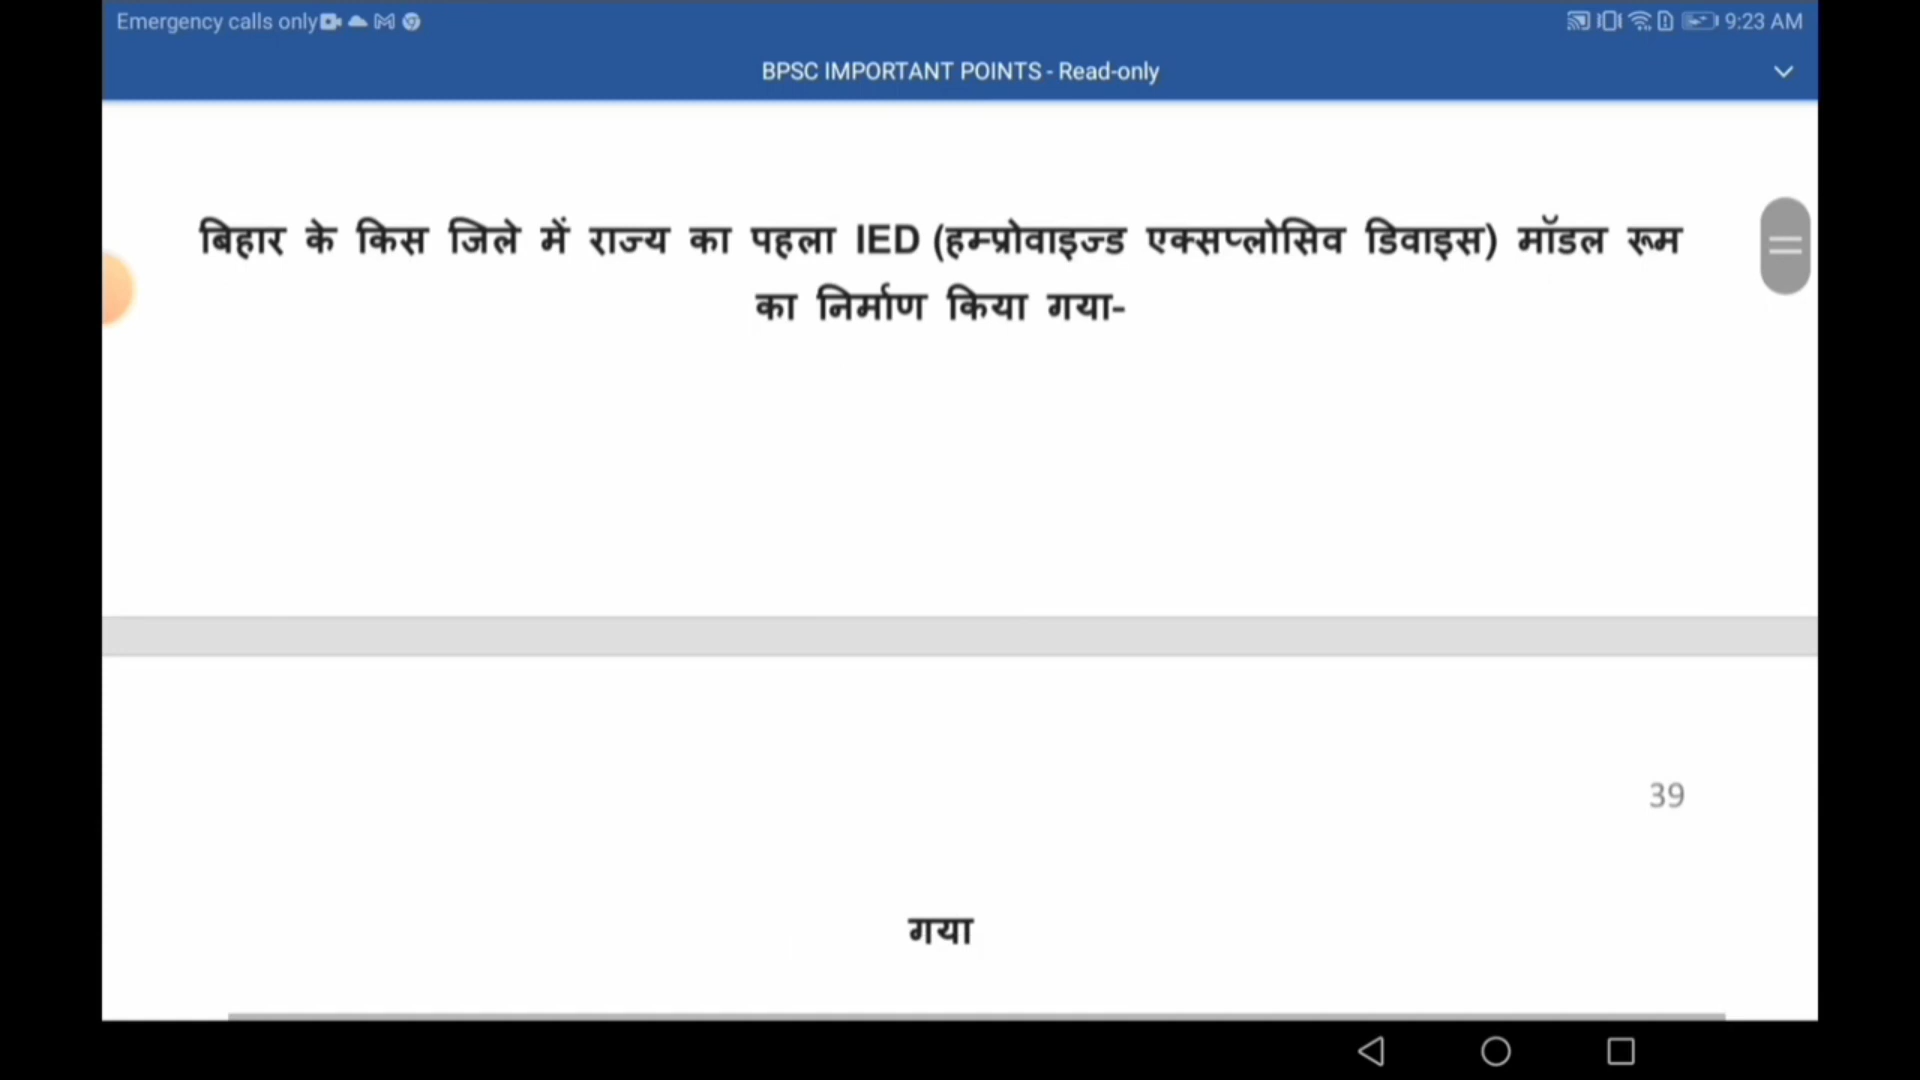 Emergency calls only 9:23 AM
BPSC IMPORTANT POINTS - Read-only
बिहार के किस जिले में राज्य का पहला IED (हम्प्रोवाइज्ड एक्सप्लोसिव डिवाइस) मॉडल रूम
का निर्माण किया गया-
39
गया